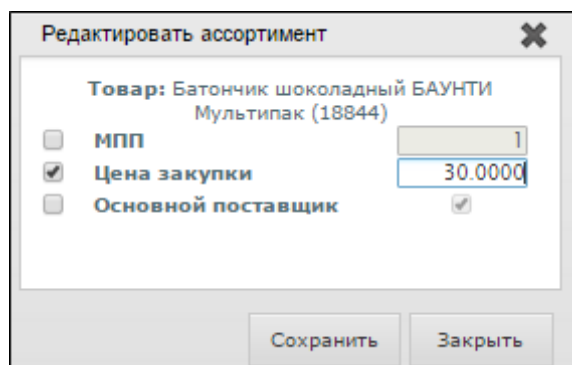 Редактировать ассортимент
Товар: Батончик шоколадный БАУНТИ
Мультипак (18844)
МПП 1
Цена закупки 30.0000
Основной поставщик
Сохранить Закрыть